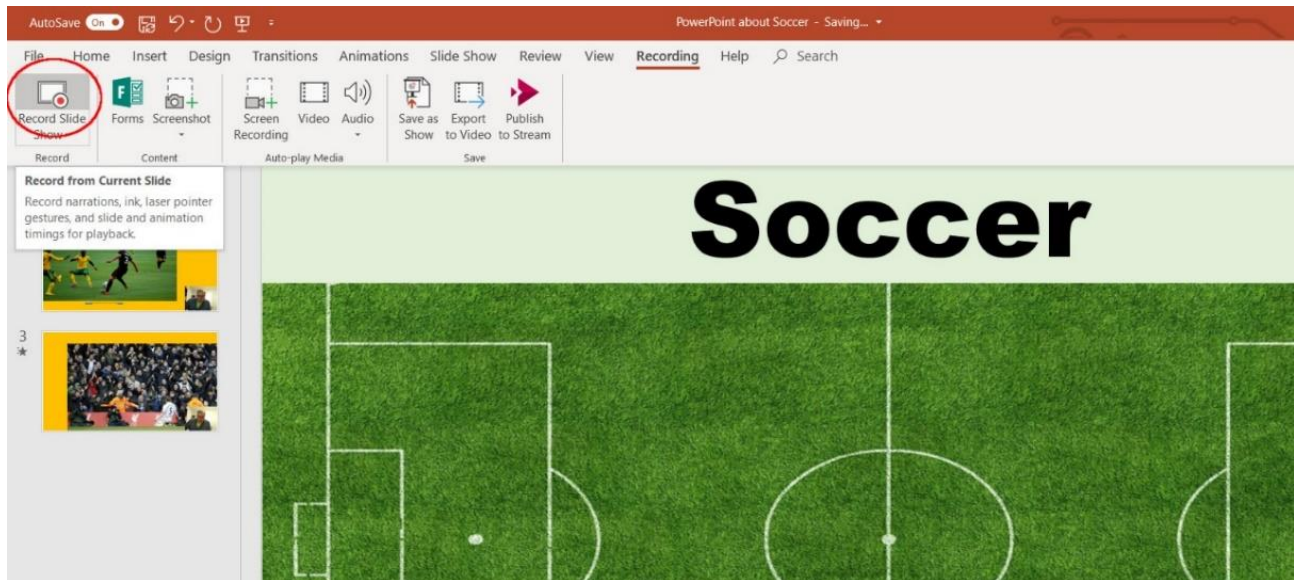 AutoSave On
PowerPoint about Soccer - Saving...
File Home Insert Design Transitions Animations Slide Show Review View Recording Help Search
Record Slide Show
Forms
Screenshot
Screen Recording
Video
Audio
Save as Show
Export to Video
Publish to Stream
Record Content Auto-play Media Save
Record from Current Slide
Record narrations, ink, laser pointer
gestures, and slide and animation
timings for playback.
Soccer
3